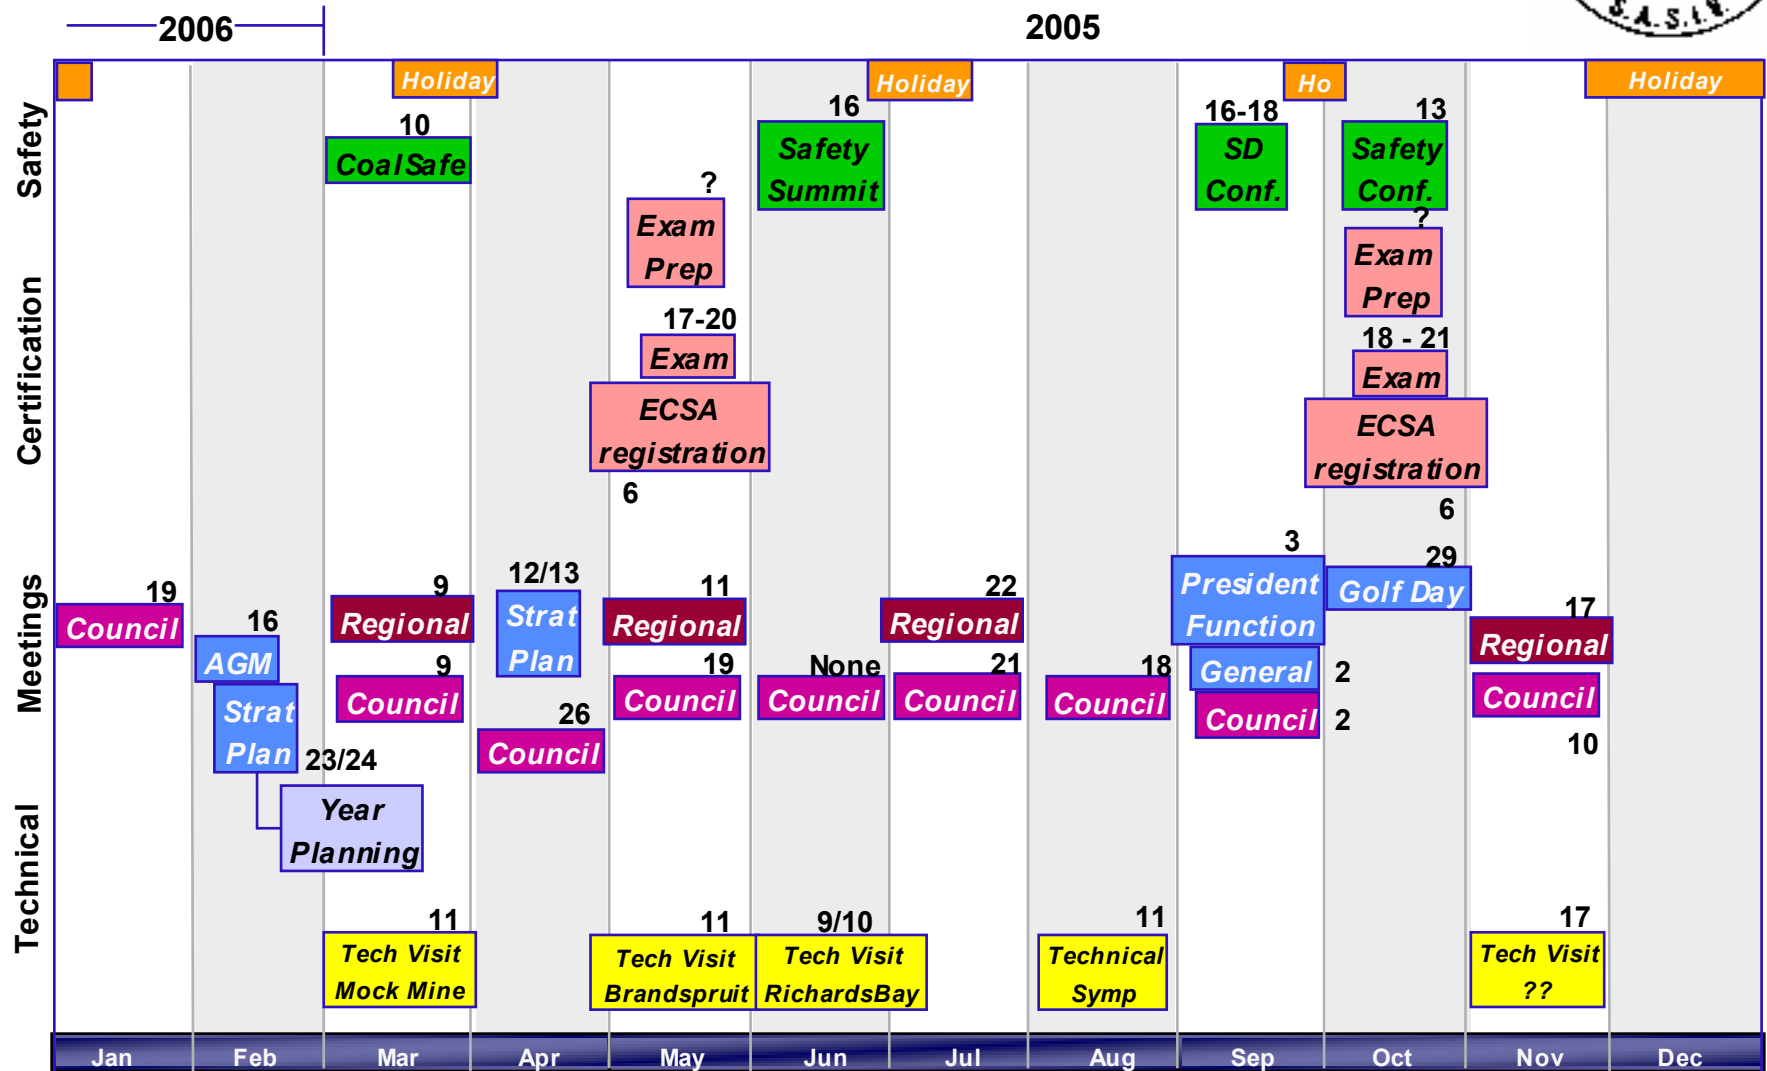 2006
2005
S.A.S.I.
Holiday
Holiday
Ho
Holiday
Safety
10
CoalSafe
16
Safety
Summit
16-18
SD
Conf.
13
Safety
Conf.
Certification
?
Exam
Prep
17-20
Exam
ECSA
registration
6
?
Exam
Prep
18 - 21
Exam
ECSA
registration
6
Meetings
19
Council
16
AGM
Strat
Plan
23/24
Year
Planning
9
Regional
9
Council
12/13
Strat
Plan
26
Council
11
Regional
19
Council
None
Council
22
Regional
21
Council
18
Council
3
President
Function
General 2
Council 2
29
Golf Day
17
Regional
Council
10
Technical
11
Tech Visit
Mock Mine
11
Tech Visit
Brandspruit
9/10
Tech Visit
RichardsBay
11
Technical
Symp
17
Tech Visit
??
Jan Feb Mar Apr May Jun Jul Aug Sep Oct Nov Dec